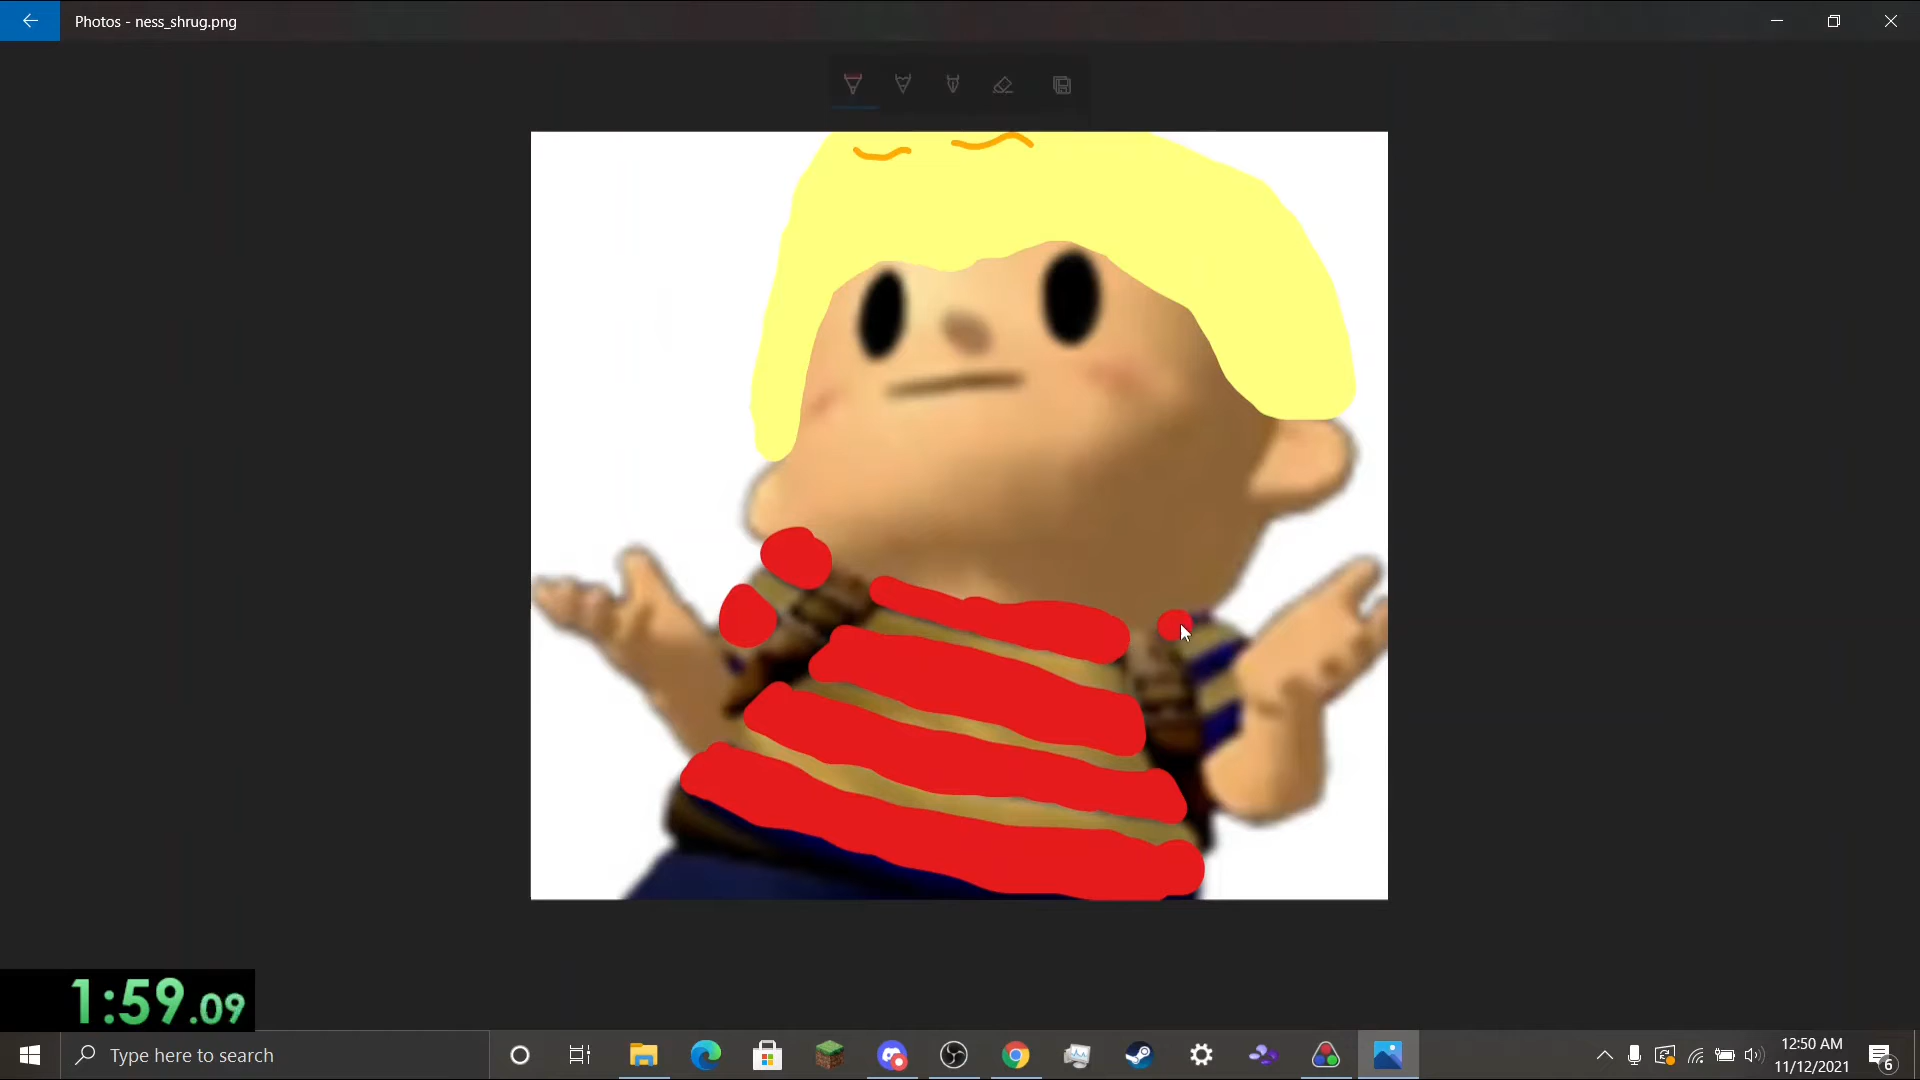 Photos - ness_shrug.png
1:59.09
Type here to search
12:50 AM
11/12/2021
6